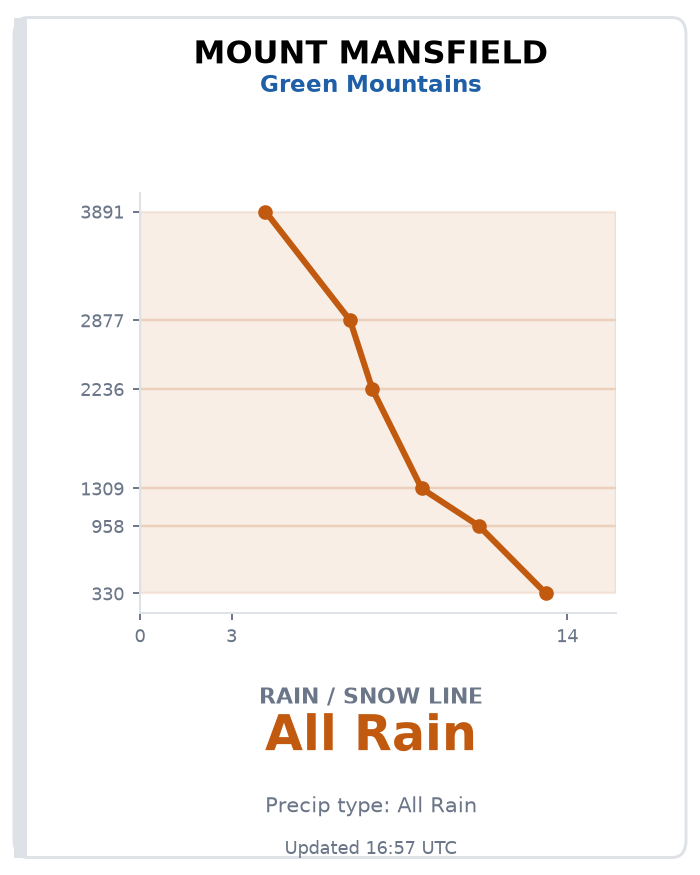 MOUNT MANSFIELD
Green Mountains
3891
2877
2236
1309
958
330
0 3 14
RAIN / SNOW LINE
All Rain
Precip type: All Rain
Updated 16:57 UTC